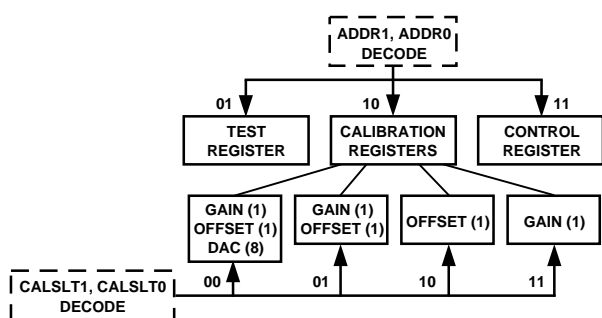 ADDR1, ADDR0
DECODE
01
10
11
TEST
REGISTER
CALIBRATION
REGISTERS
CONTROL
REGISTER
GAIN (1)
OFFSET (1)
DAC (8)
GAIN (1)
OFFSET (1)
OFFSET (1)
GAIN (1)
CALSLT1, CALSLT0
DECODE
00
01
10
11